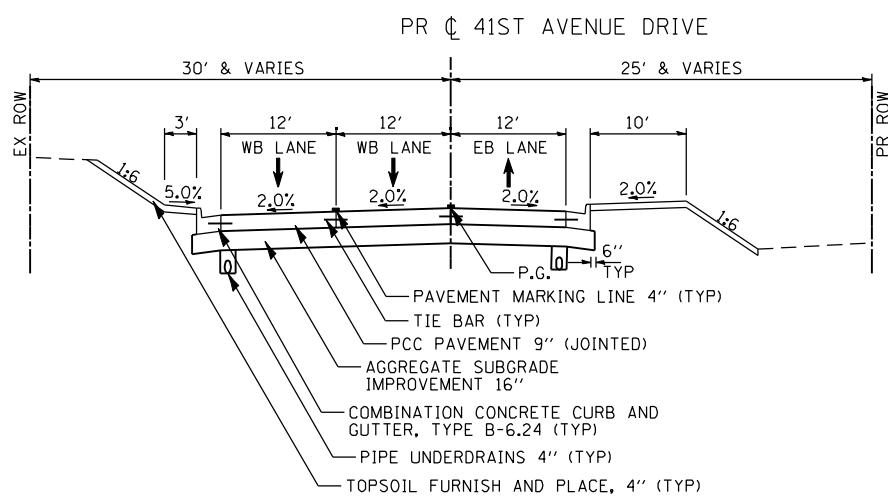 PR ℄ 41ST AVENUE DRIVE
30' & VARIES
25' & VARIES
EX ROW
PR ROW
3'
12'
12'
12'
10'
WB LANE
WB LANE
EB LANE
1:6
5.0%
2.0%
2.0%
2.0%
2.0%
1:6
6"
TYP
P.G.
PAVEMENT MARKING LINE 4" (TYP)
TIE BAR (TYP)
PCC PAVEMENT 9" (JOINTED)
AGGREGATE SUBGRADE
IMPROVEMENT 16"
COMBINATION CONCRETE CURB AND
GUTTER, TYPE B-6.24 (TYP)
PIPE UNDERDRAINS 4" (TYP)
TOPSOIL FURNISH AND PLACE, 4" (TYP)